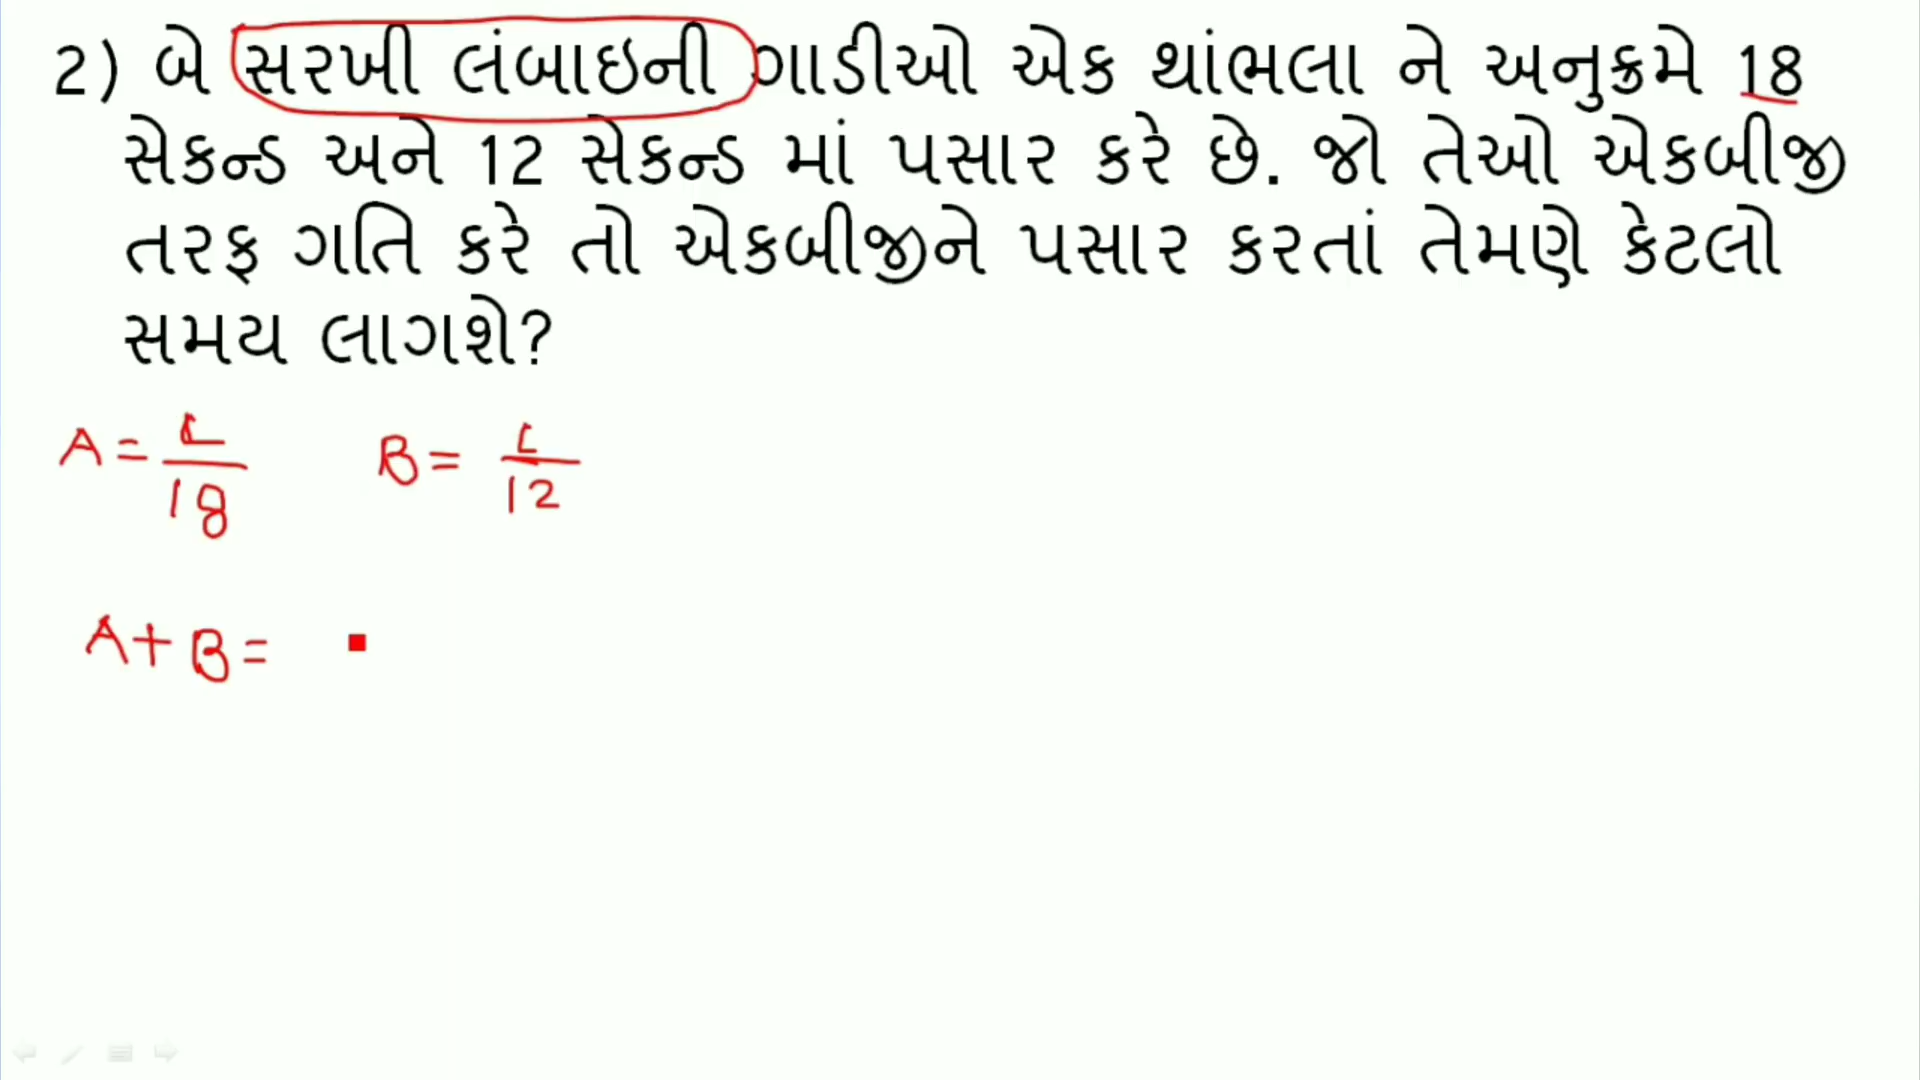 2) બે સરખી લંબાઇની ગાડીઓ એક થાંભલા ને અનુક્રમે 18
સેકન્ડ અને 12 સેકન્ડ માં પસાર કરે છે. જો તેઓ એકબીજી
તરફ ગતિ કરે તો એકબીજીને પસાર કરતાં તેમણે કેટલો
સમય લાગશે?
A = L/18 B = L/12
A + B =